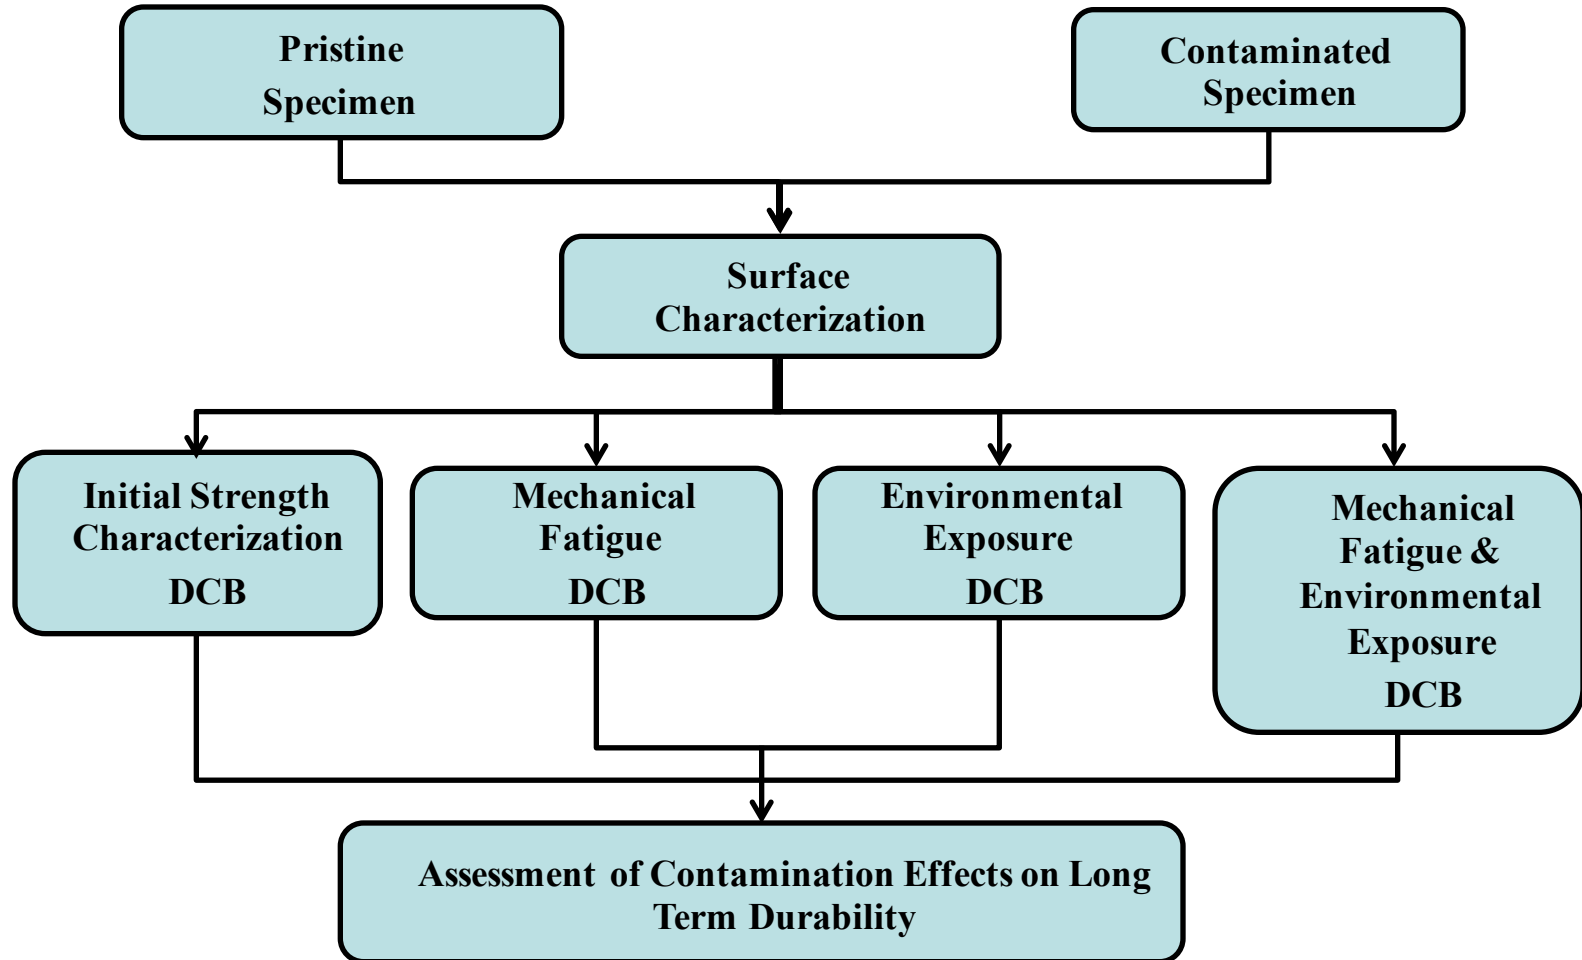 Pristine
Specimen
Contaminated
Specimen
Surface
Characterization
Initial Strength
Characterization
DCB
Mechanical
Fatigue
DCB
Environmental
Exposure
DCB
Mechanical
Fatigue &
Environmental
Exposure
DCB
Assessment of Contamination Effects on Long
Term Durability